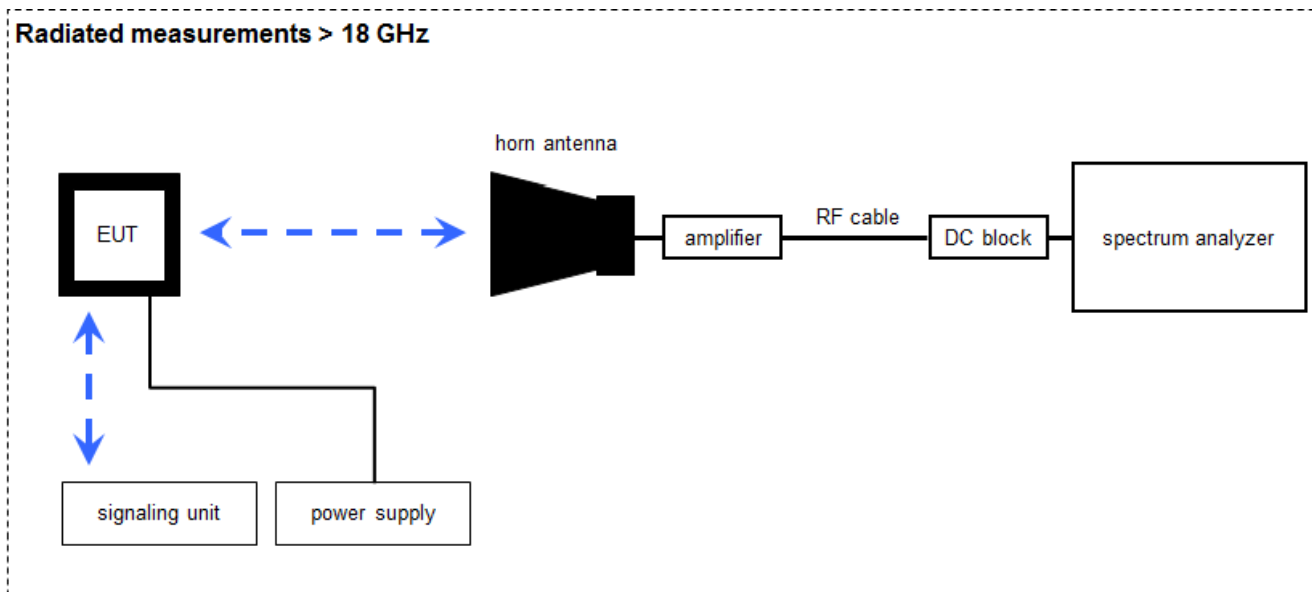 Radiated measurements > 18 GHz
horn antenna
EUT
amplifier
RF cable
DC block
spectrum analyzer
signaling unit
power supply